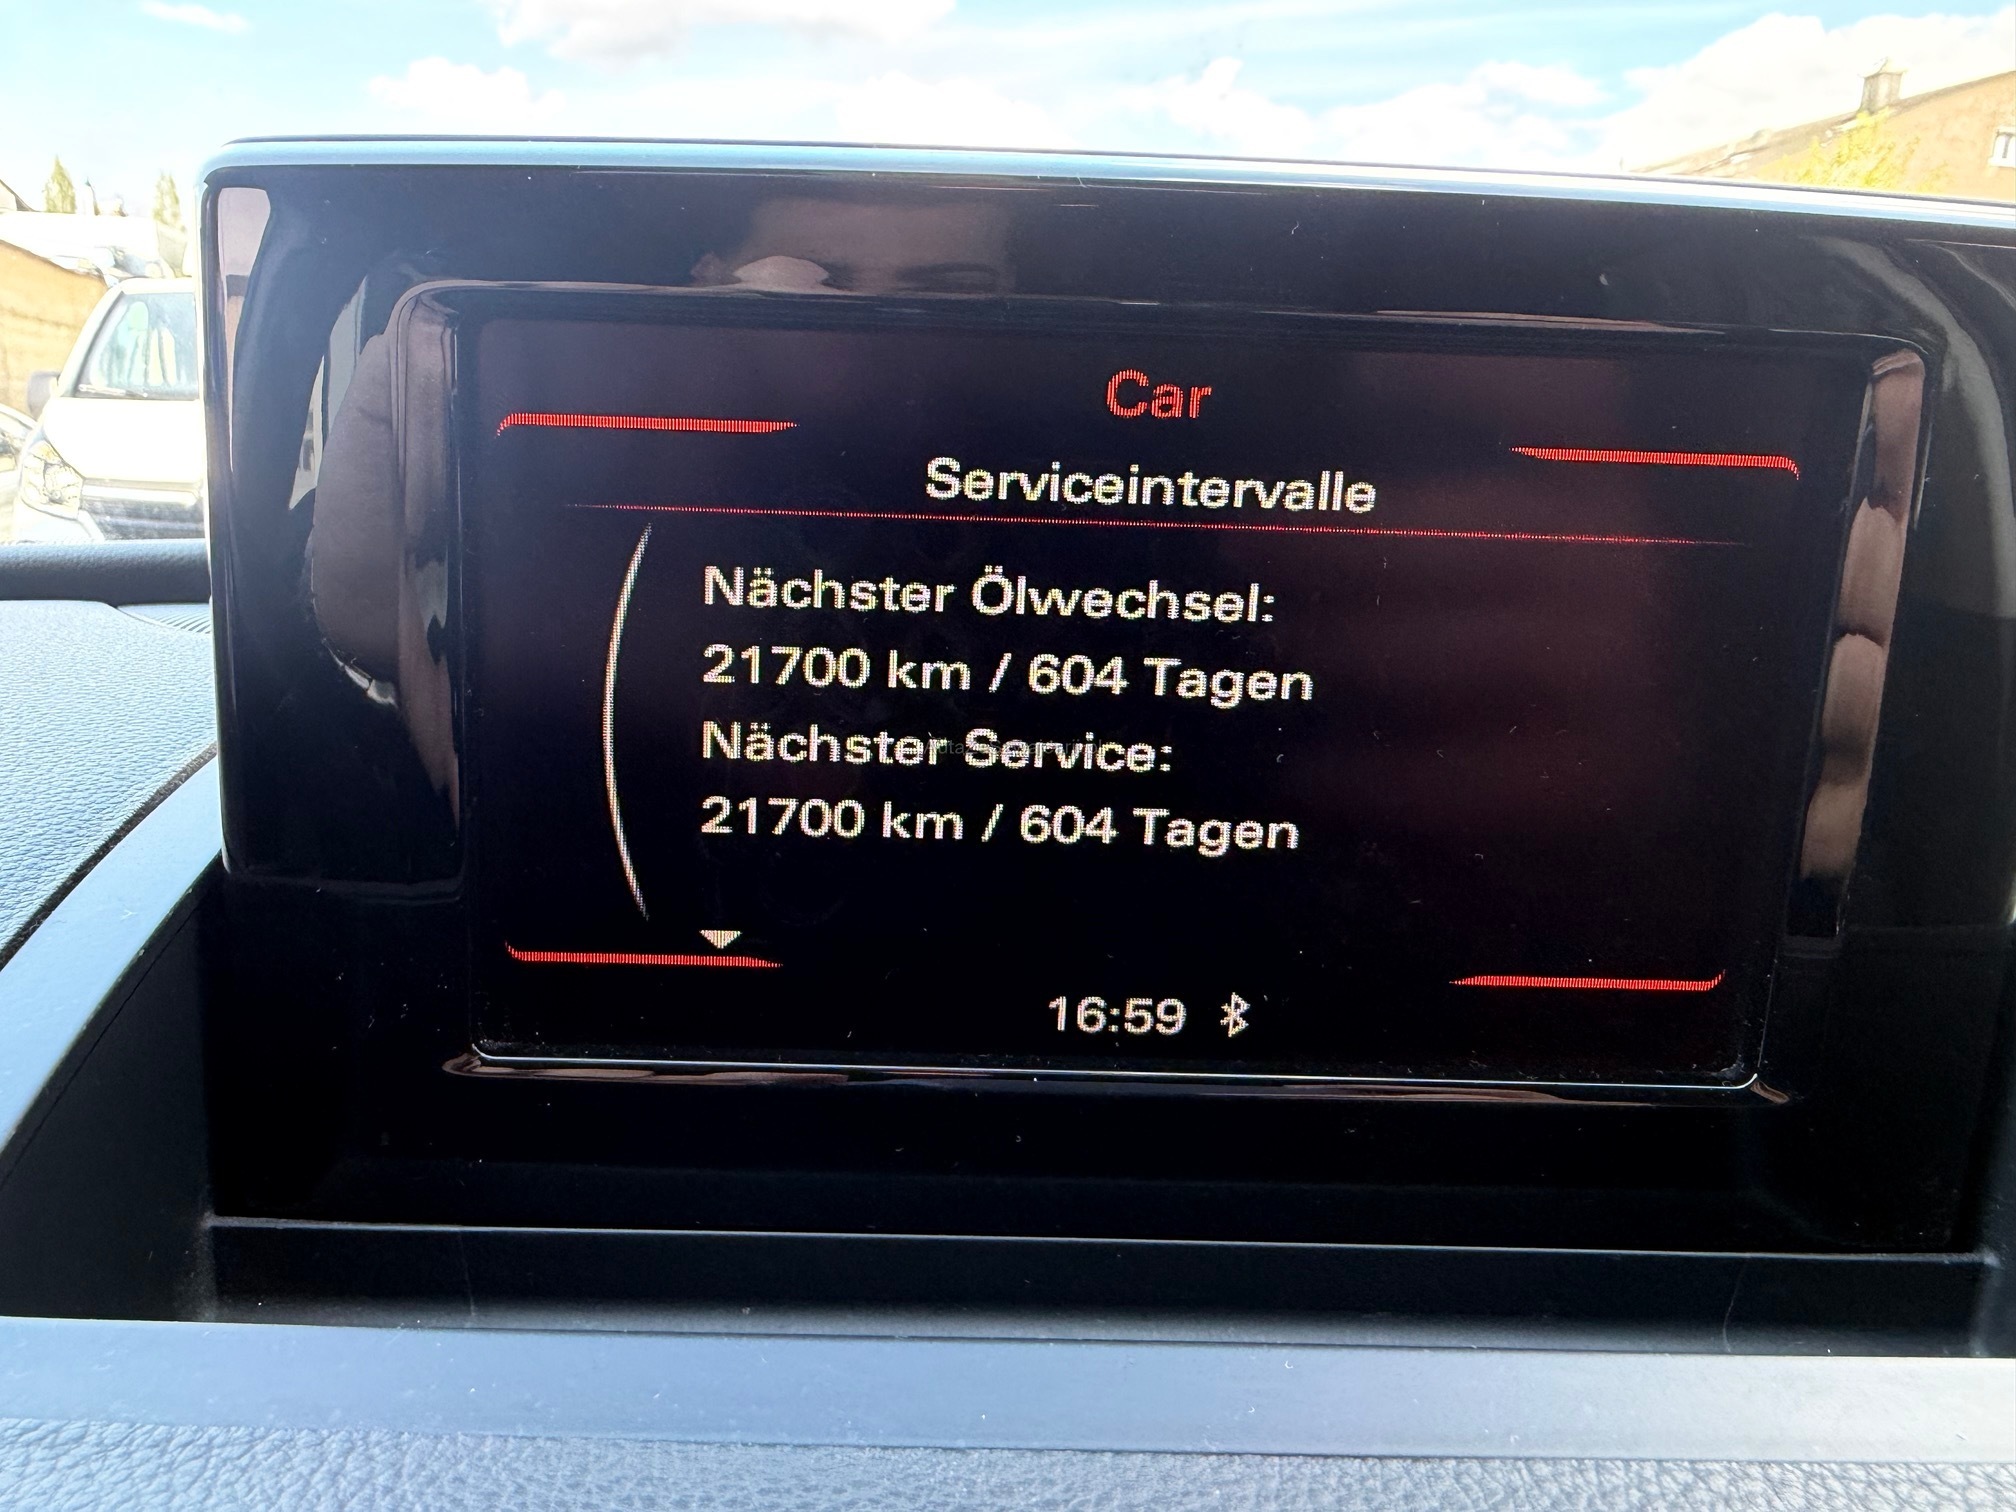 Car
Serviceintervalle
Nächster Ölwechsel:
21700 km / 604 Tagen
Nächster Service:
21700 km / 604 Tagen
16:59